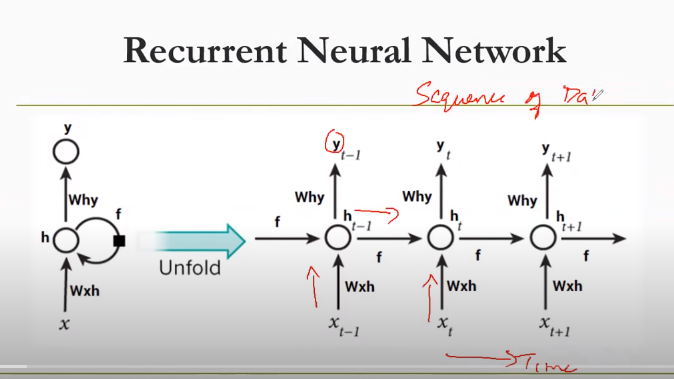 Recurrent Neural Network
Sequence of Da
y
Why
f
h
Wxh
x
Unfold
y t-1
y t
y t+1
Why
Why
Why
f
h t-1
h t
h t+1
f
f
f
Wxh
Wxh
Wxh
x t-1
x t
x t+1
Time